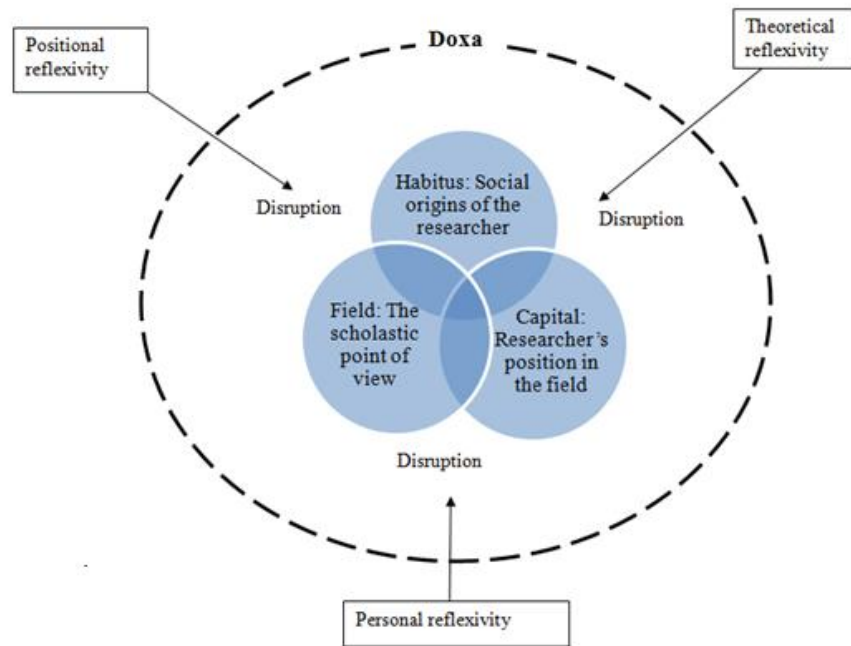 Positional
reflexivity
Doxa
Theoretical
reflexivity
Habitus: Social
origins of the
researcher
Disruption
Disruption
Field: The
scholastic
point of
view
Capital:
Researcher’s
position in
the field
Disruption
Personal reflexivity